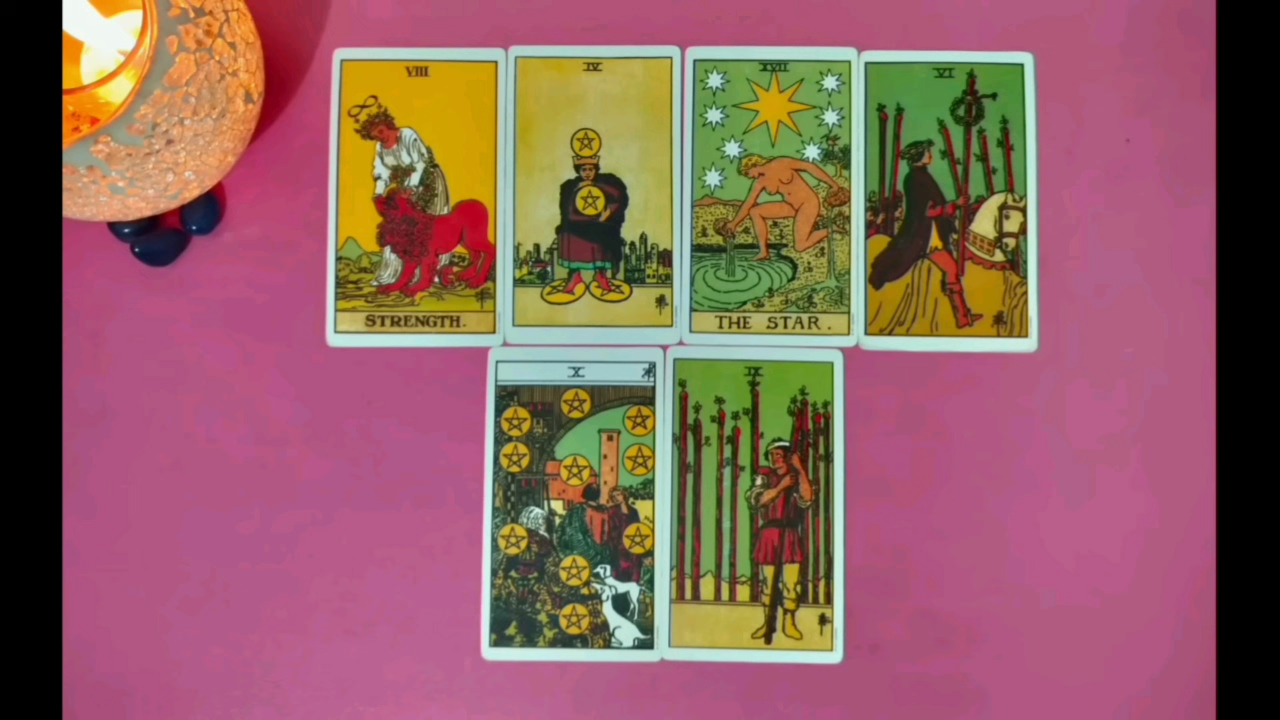 VIII
IV
XVII
VI
STRENGTH.
THE STAR.
X
IX